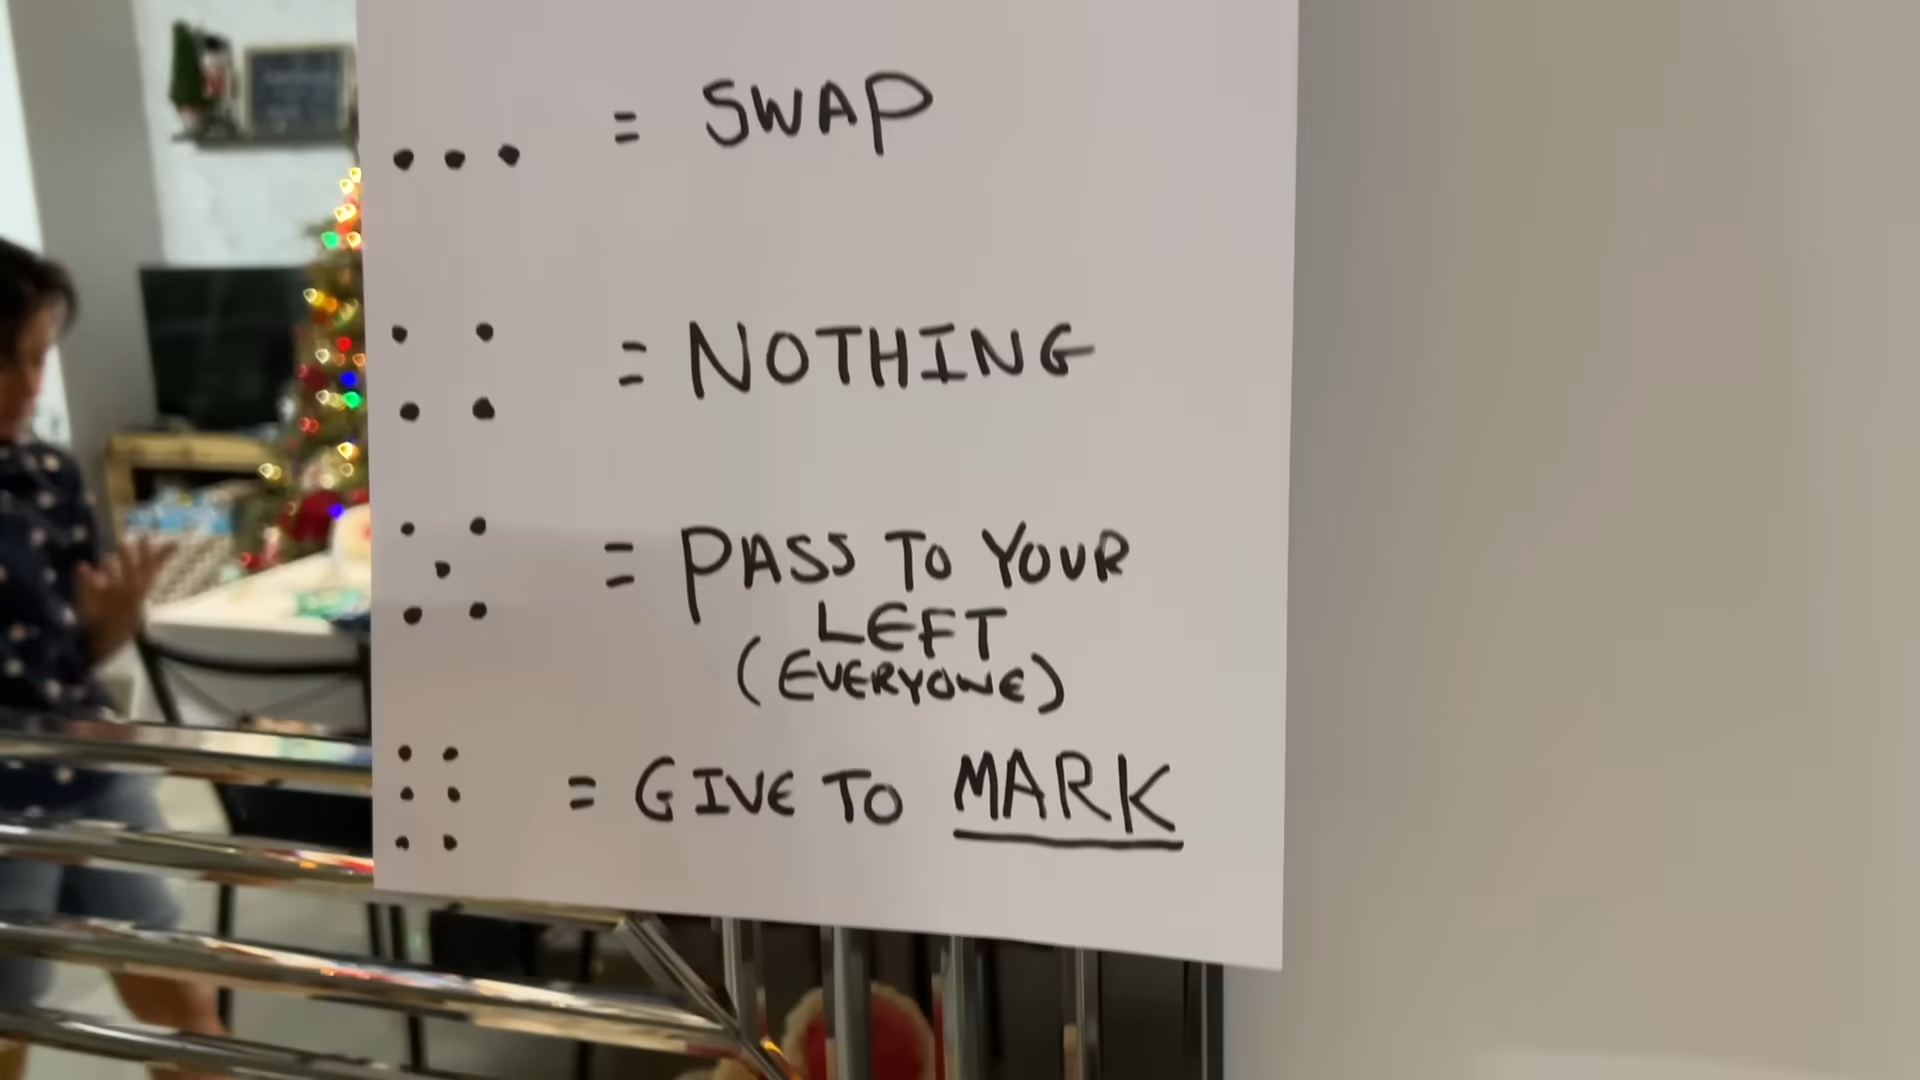 ... = SWAP
= NOTHING
= PASS TO YOUR
LEFT
(EVERYONE)
= GIVE TO MARK